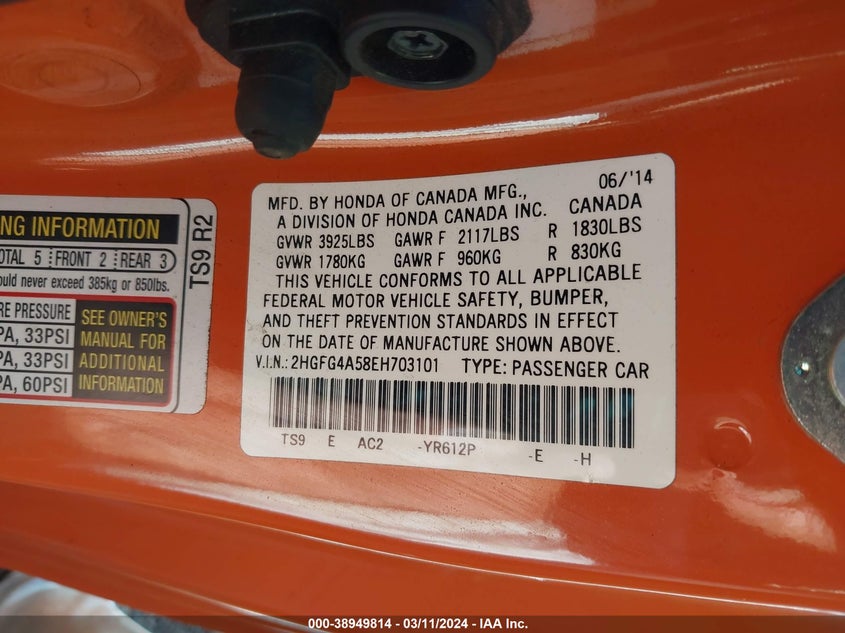 NG INFORMATION
OTAL 5 FRONT 2 REAR 3
ould never exceed 385kg or 850lbs.
RE PRESSURE
PA, 33PSI
PA, 33PSI
PA, 60PSI
SEE OWNER'S
MANUAL FOR
ADDITIONAL
INFORMATION
TS9 R2
MFD. BY HONDA OF CANADA MFG., 06/'14
A DIVISION OF HONDA CANADA INC. CANADA
GVWR 3925LBS GAWR F 2117LBS R 1830LBS
GVWR 1780KG GAWR F 960KG R 830KG
THIS VEHICLE CONFORMS TO ALL APPLICABLE
FEDERAL MOTOR VEHICLE SAFETY, BUMPER,
AND THEFT PREVENTION STANDARDS IN EFFECT
ON THE DATE OF MANUFACTURE SHOWN ABOVE.
V.I.N.: 2HGFG4A58EH703101 TYPE: PASSENGER CAR
TS9 E AC2 -YR612P -E -H
000-38949814 - 03/11/2024 - IAA Inc.